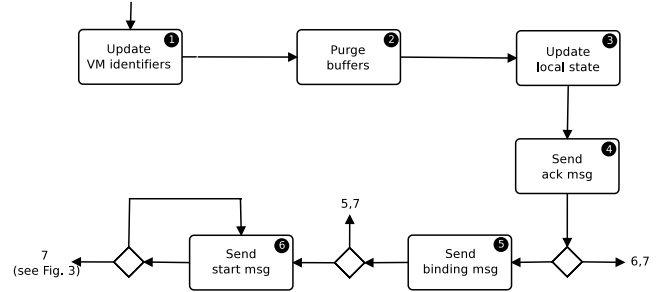 1
Update
VM identifiers
2
Purge
buffers
3
Update
local state
4
Send
ack msg
5,7
6
Send
start msg
5
Send
binding msg
7
(see Fig. 3)
6,7